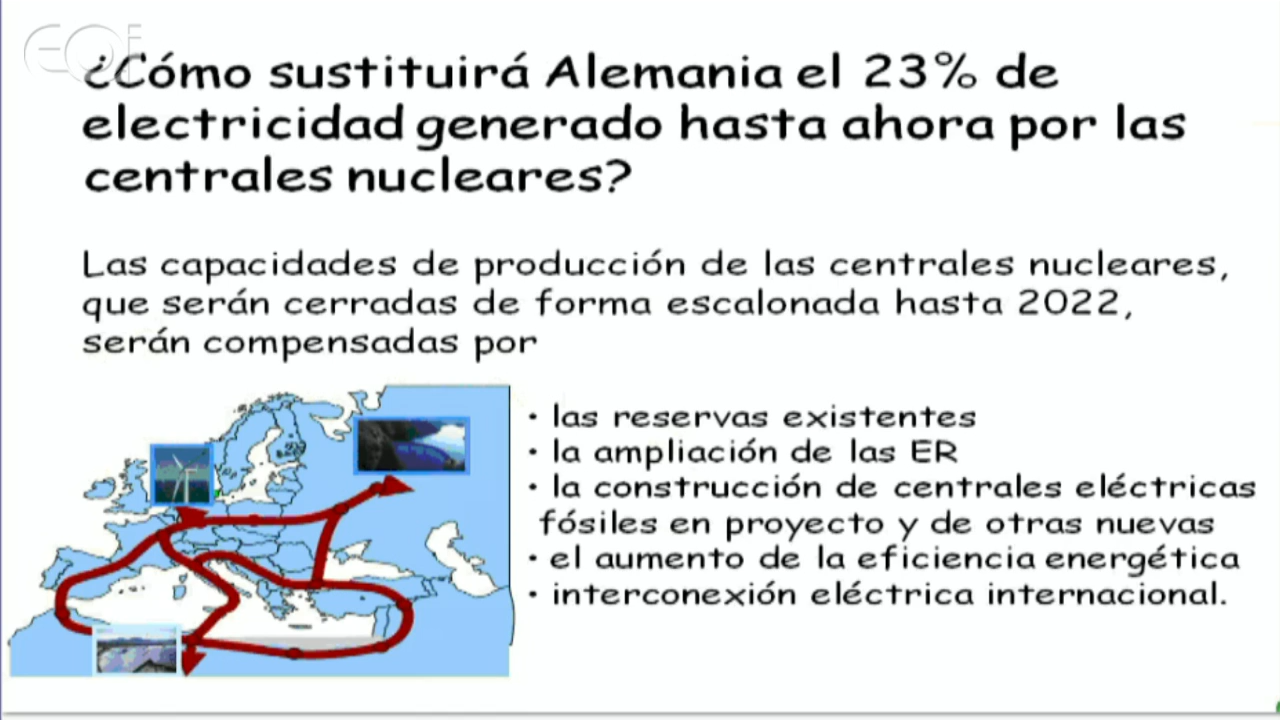 EOi
¿Cómo sustituirá Alemania el 23% de
electricidad generado hasta ahora por las
centrales nucleares?
Las capacidades de producción de las centrales nucleares,
que serán cerradas de forma escalonada hasta 2022,
serán compensadas por
• las reservas existentes
• la ampliación de las ER
• la construcción de centrales eléctricas
fósiles en proyecto y de otras nuevas
• el aumento de la eficiencia energética
• interconexión eléctrica internacional.